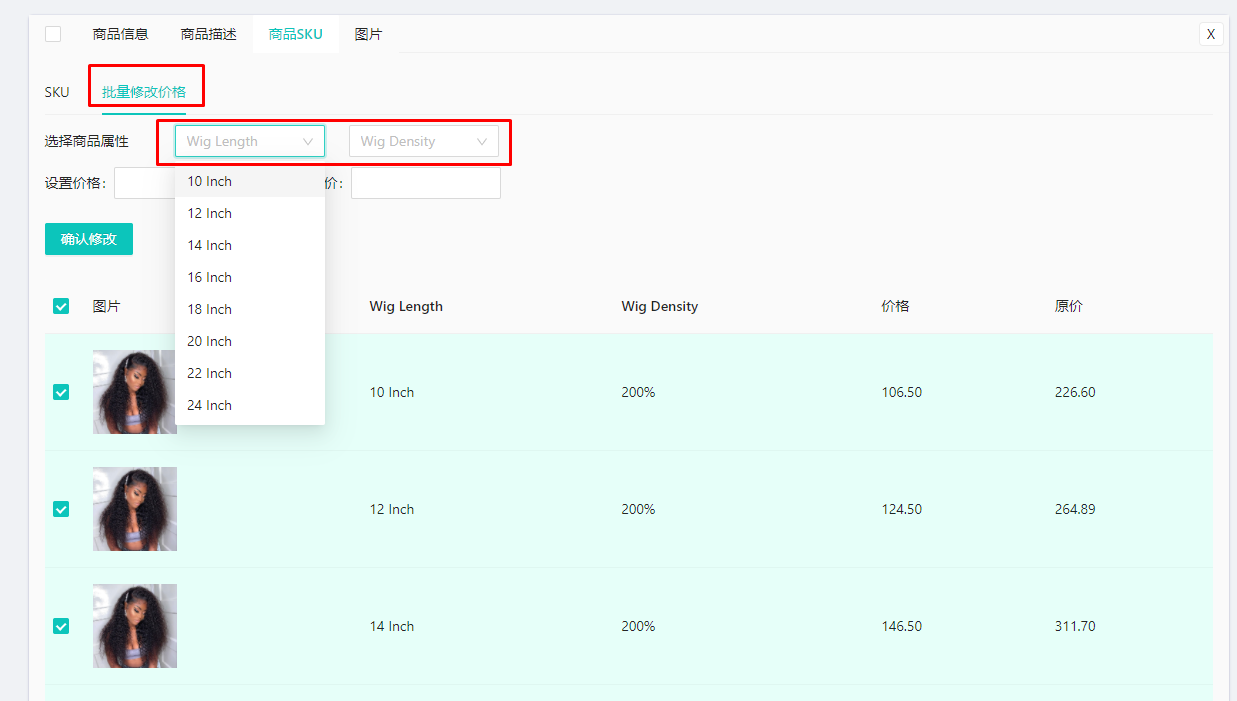 商品信息 商品描述 商品SKU 图片 X
SKU 批量修改价格
选择商品属性 Wig Length Wig Density
设置价格: 价:
10 Inch
12 Inch
14 Inch
16 Inch
18 Inch
20 Inch
22 Inch
24 Inch
确认修改
图片 Wig Length Wig Density 价格 原价
10 Inch 200% 106.50 226.60
12 Inch 200% 124.50 264.89
14 Inch 200% 146.50 311.70